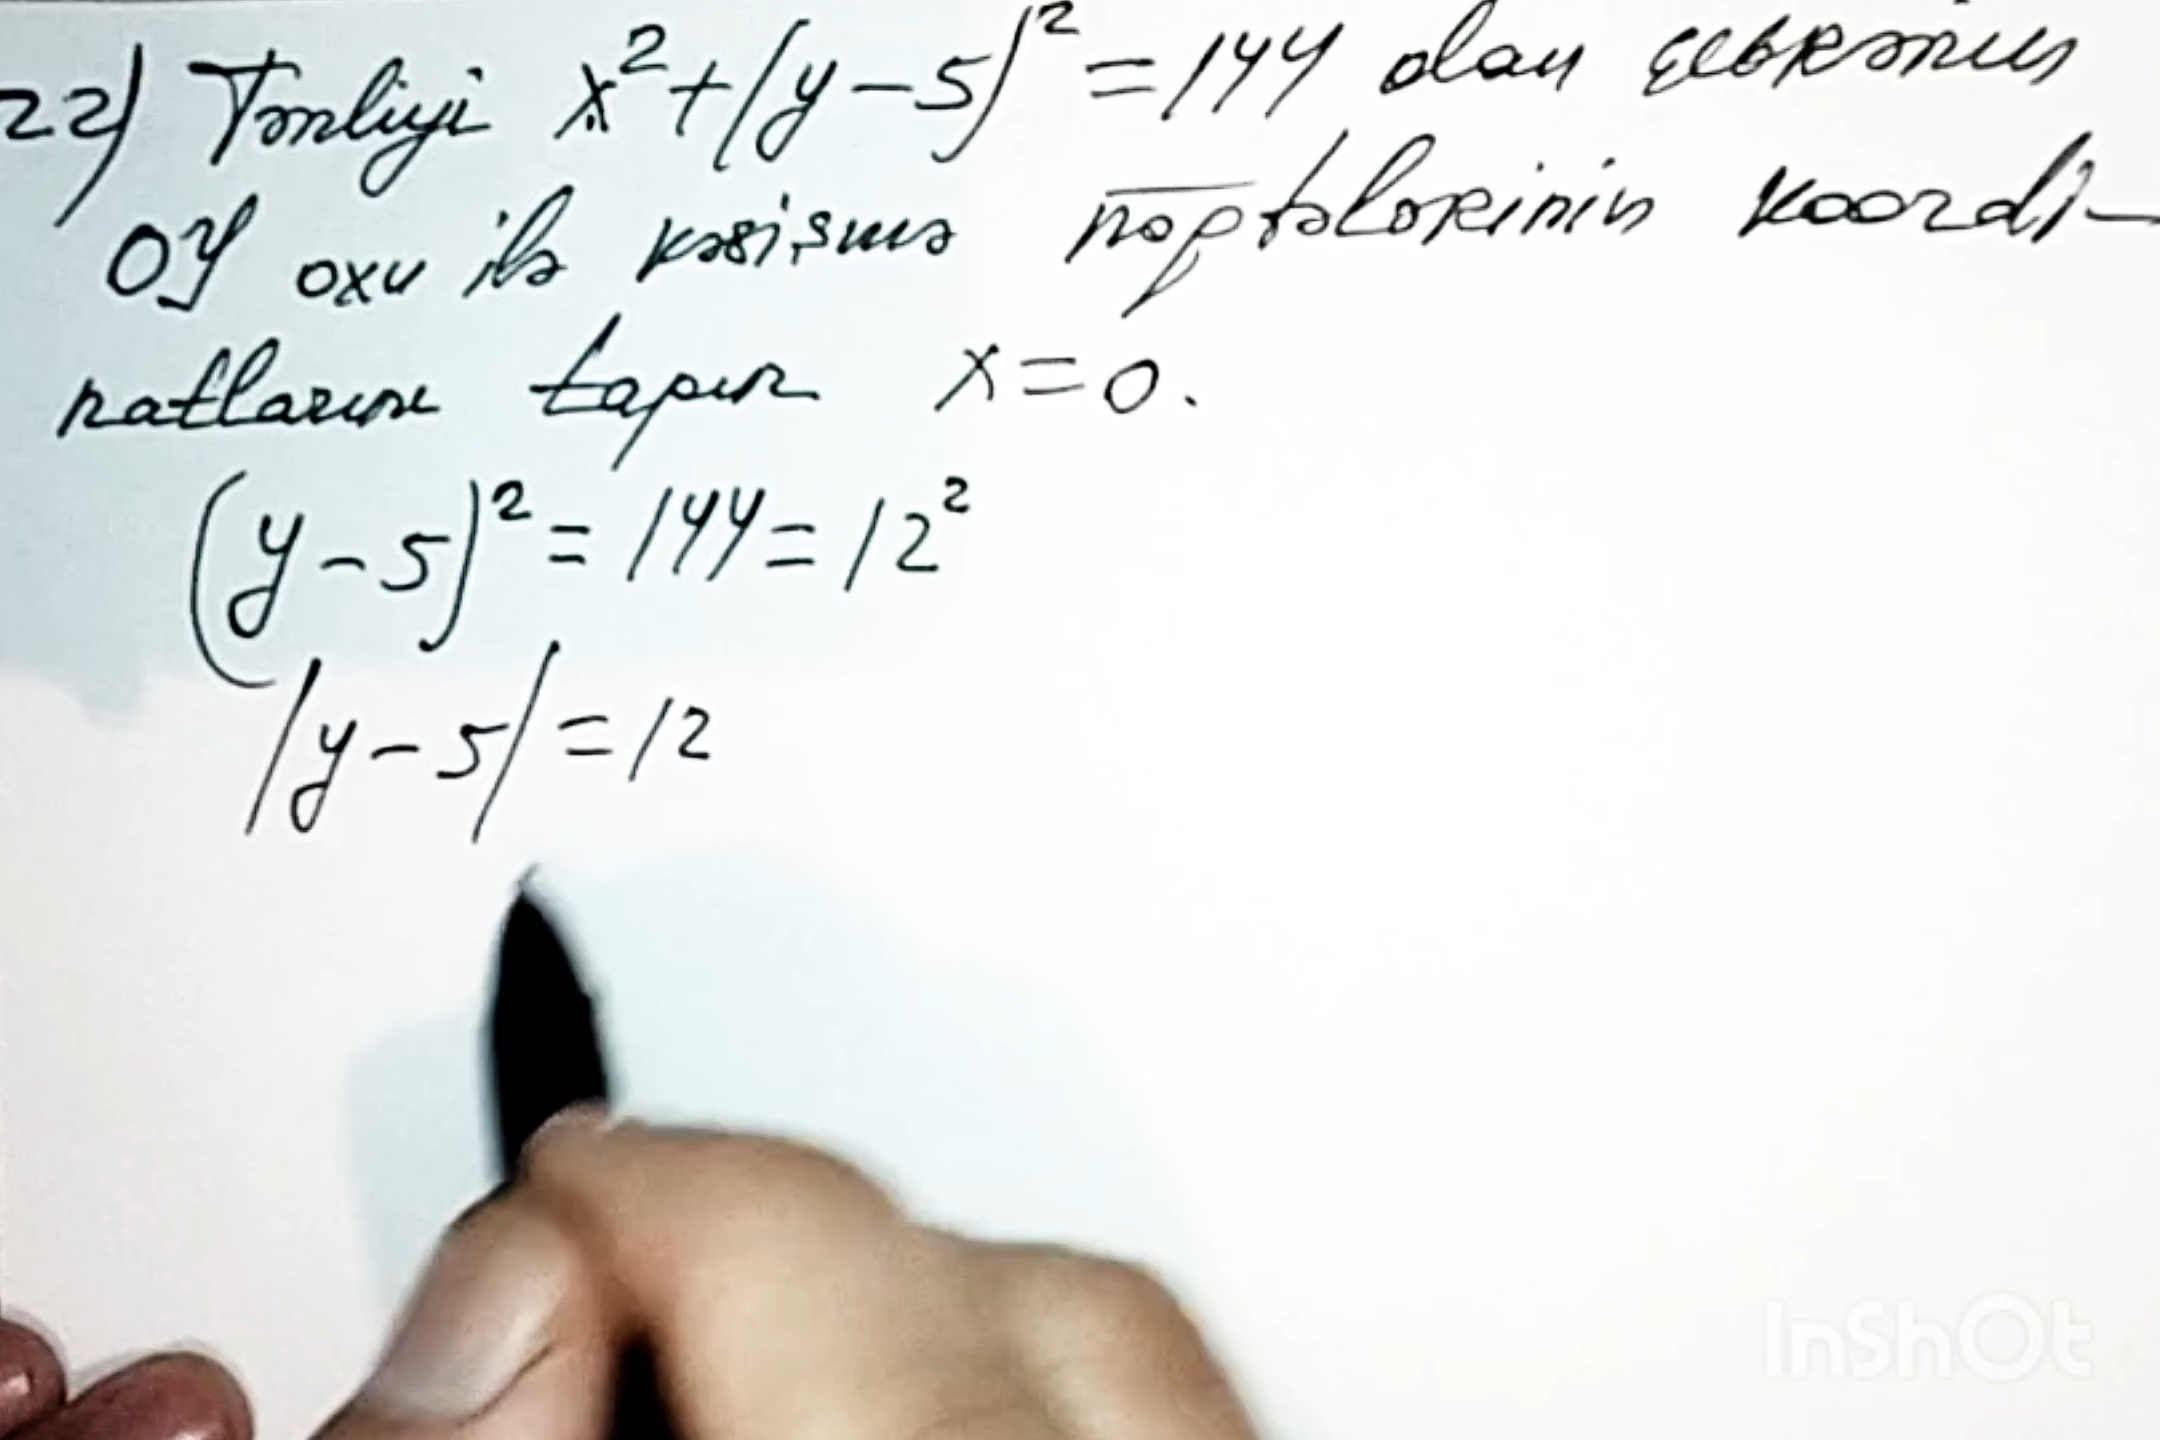 22) Tənliyi x²+(y-5)²=144 olan çevrənin
OY oxu ilə kəsişmə nöqtələrinin koordi-
natlarını tapın x=0.
(y-5)²=144=12²
|y-5|=12
InShOt